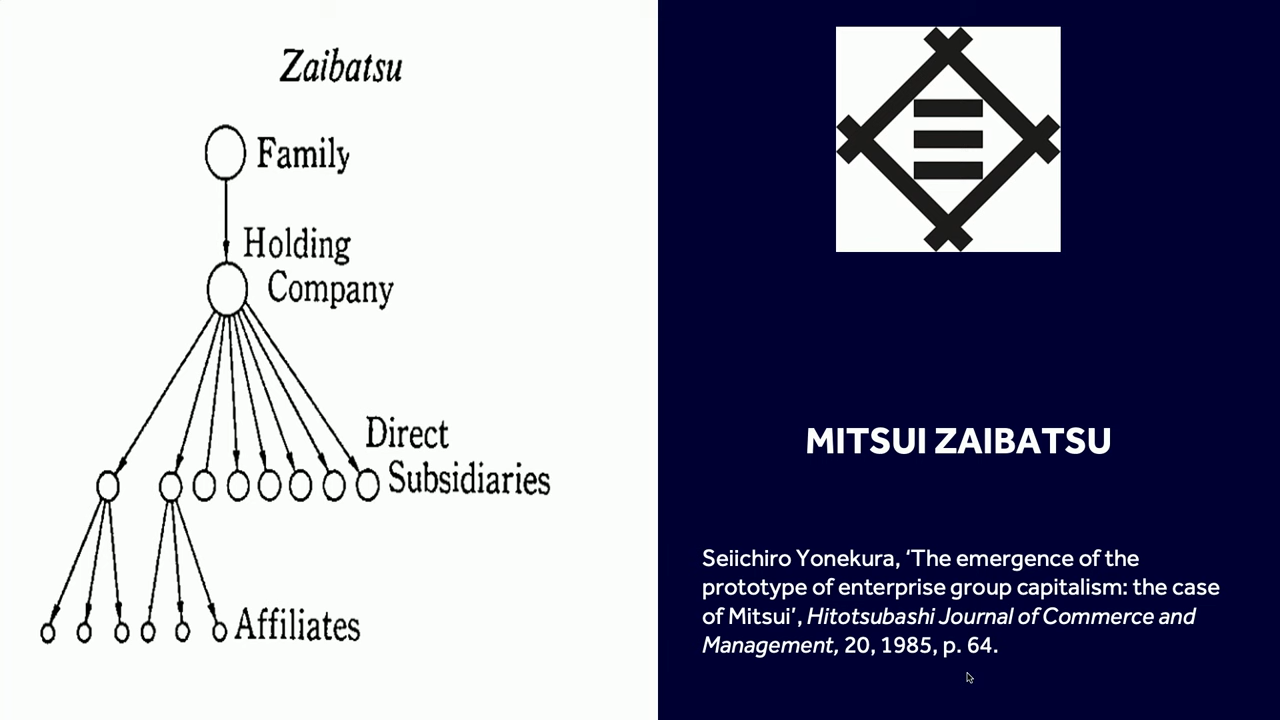 Zaibatsu
Family
Holding
Company
Direct
Subsidiaries
Affiliates
MITSUI ZAIBATSU
Seiichiro Yonekura, ‘The emergence of the
prototype of enterprise group capitalism: the case
of Mitsui’, Hitotsubashi Journal of Commerce and
Management, 20, 1985, p. 64.